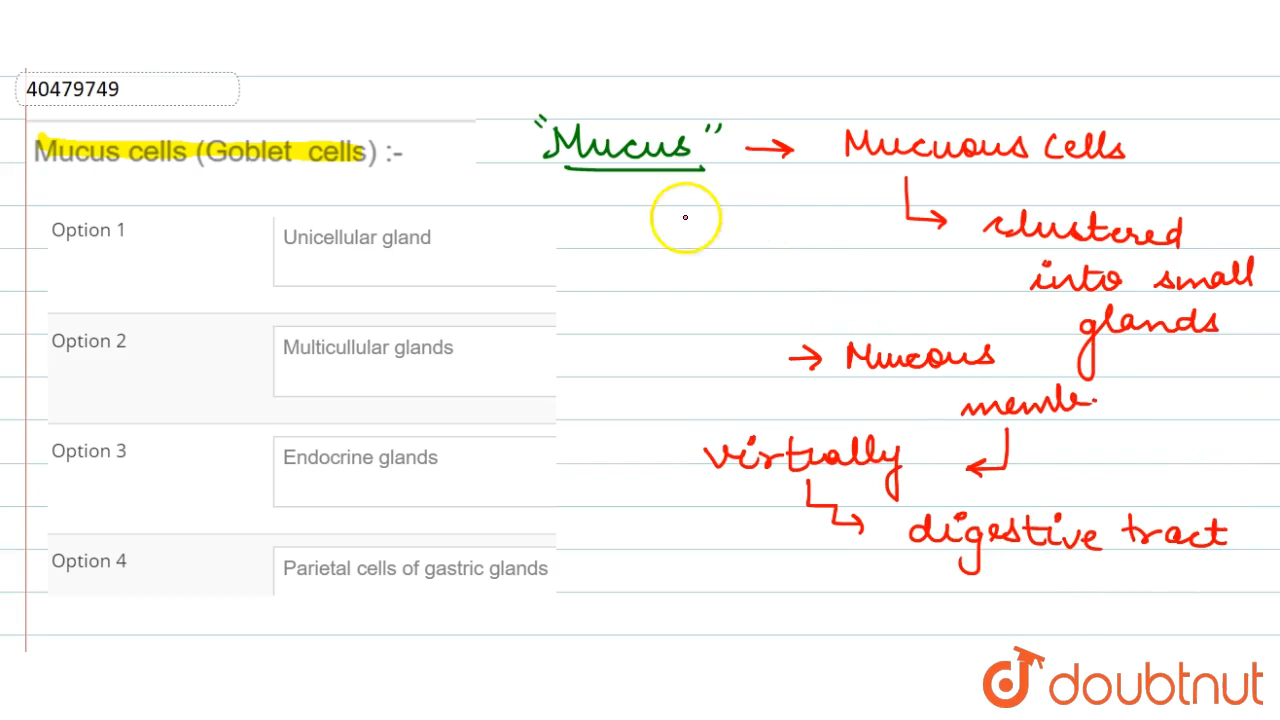 40479749
Mucus cells (Goblet cells) :-
Option 1
Unicellular gland
Option 2
Multicullular glands
Option 3
Endocrine glands
Option 4
Parietal cells of gastric glands
"Mucus" → Mucuous Cells
clustered
into small
glands
→ Mucous
memb.
virtually
digestive tract
doubtnut